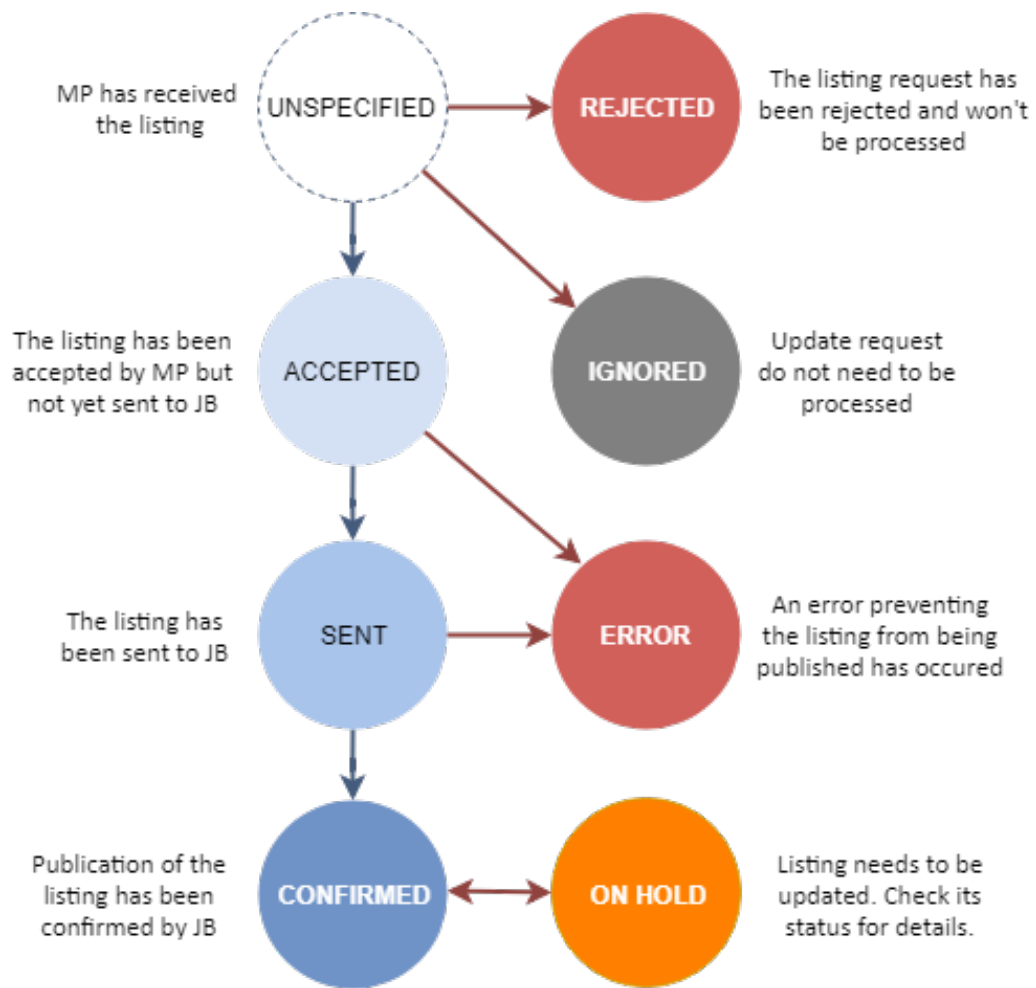 MP has received
the listing
UNSPECIFIED
REJECTED
The listing request has
been rejected and won't
be processed
The listing has been
accepted by MP but
not yet sent to JB
ACCEPTED
IGNORED
Update request
do not need to be
processed
The listing has
been sent to JB
SENT
ERROR
An error preventing
the listing from being
published has occured
Publication of the
listing has been
confirmed by JB
CONFIRMED
ON HOLD
Listing needs to be
updated. Check its
status for details.